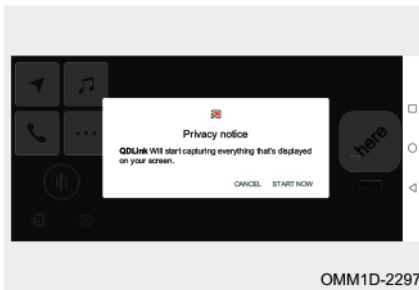 Privacy notice
QDLink Will start capturing everything that's displayed
on your screen.
CANCEL START NOW
here
OMM1D-2297